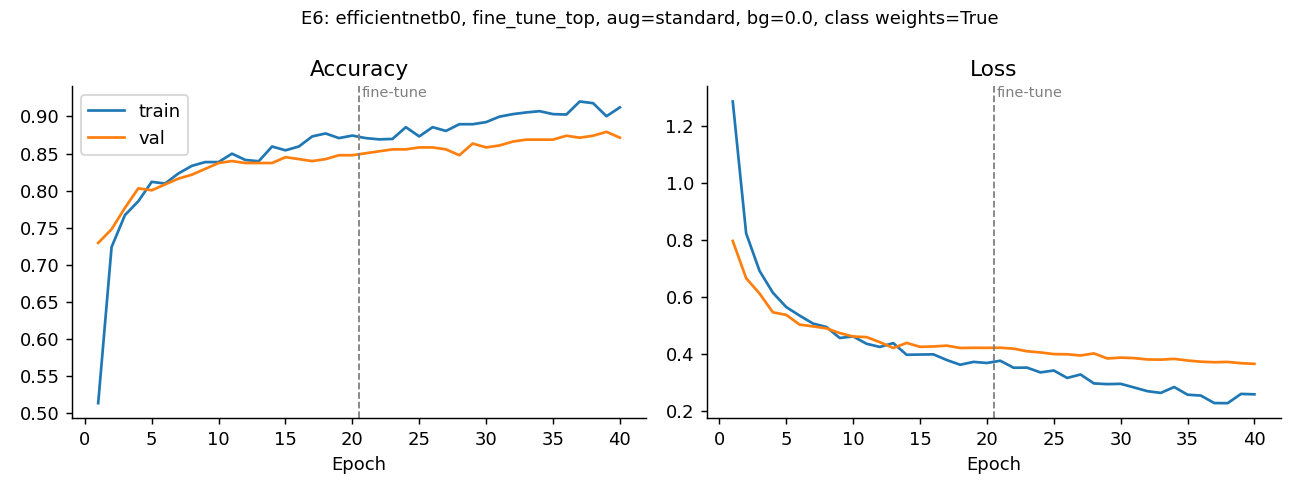 E6: efficientnetb0, fine_tune_top, aug=standard, bg=0.0, class weights=True
Accuracy
train
val
fine-tune
0.90
0.85
0.80
0.75
0.70
0.65
0.60
0.55
0.50
0 5 10 15 20 25 30 35 40
Epoch
Loss
fine-tune
1.2
1.0
0.8
0.6
0.4
0.2
0 5 10 15 20 25 30 35 40
Epoch